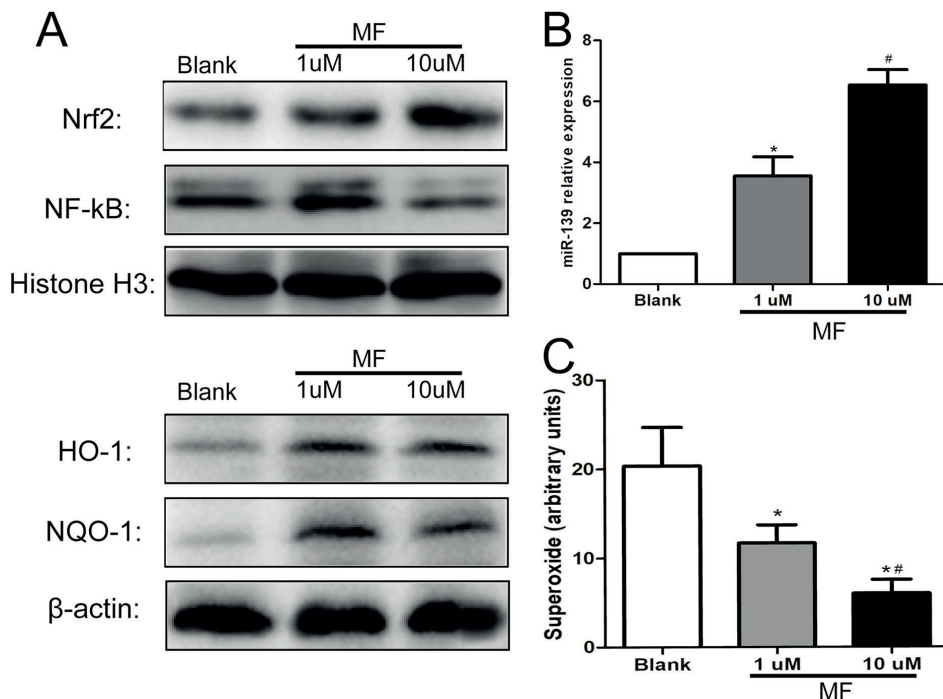 A
MF
Blank 1uM 10uM
Nrf2:
NF-kB:
Histone H3:
MF
Blank 1uM 10uM
HO-1:
NQO-1:
β-actin:
B
miR-139 relative expression
8
6
4
2
0
*
#
Blank 1 uM 10 uM
MF
C
Superoxide (arbitrary units)
30
20
10
0
*
*#
Blank 1 uM 10 uM
MF